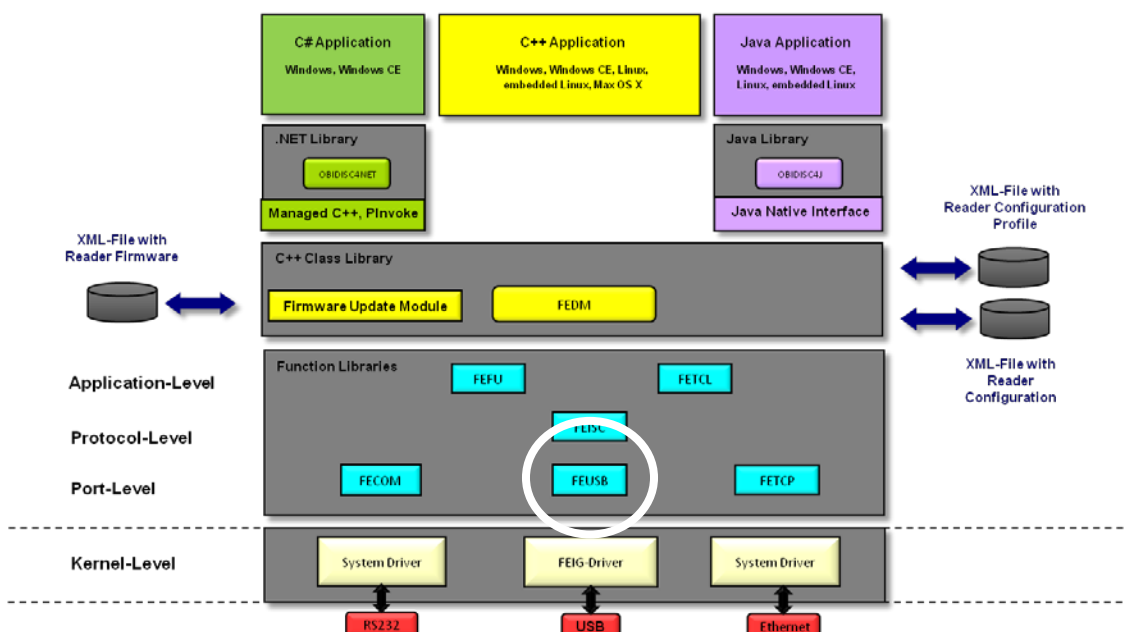 C# Application
Windows, Windows CE
C++ Application
Windows, Windows CE, Linux,
embedded Linux, Max OS X
Java Application
Windows, Windows CE,
Linux, embedded Linux
.NET Library
OBIDISC4NET
Managed C++, PInvoke
Java Library
OBIDISC4J
Java Native Interface
XML-File with
Reader Firmware
C++ Class Library
Firmware Update Module
FEDM
XML-File with
Reader Configuration
Profile
XML-File with
Reader
Configuration
Function Libraries
Application-Level
FEFU
FETCL
Protocol-Level
FEISC
Port-Level
FECOM
FEUSB
FETCP
Kernel-Level
System Driver
FEIG-Driver
System Driver
RS232
USB
Ethernet